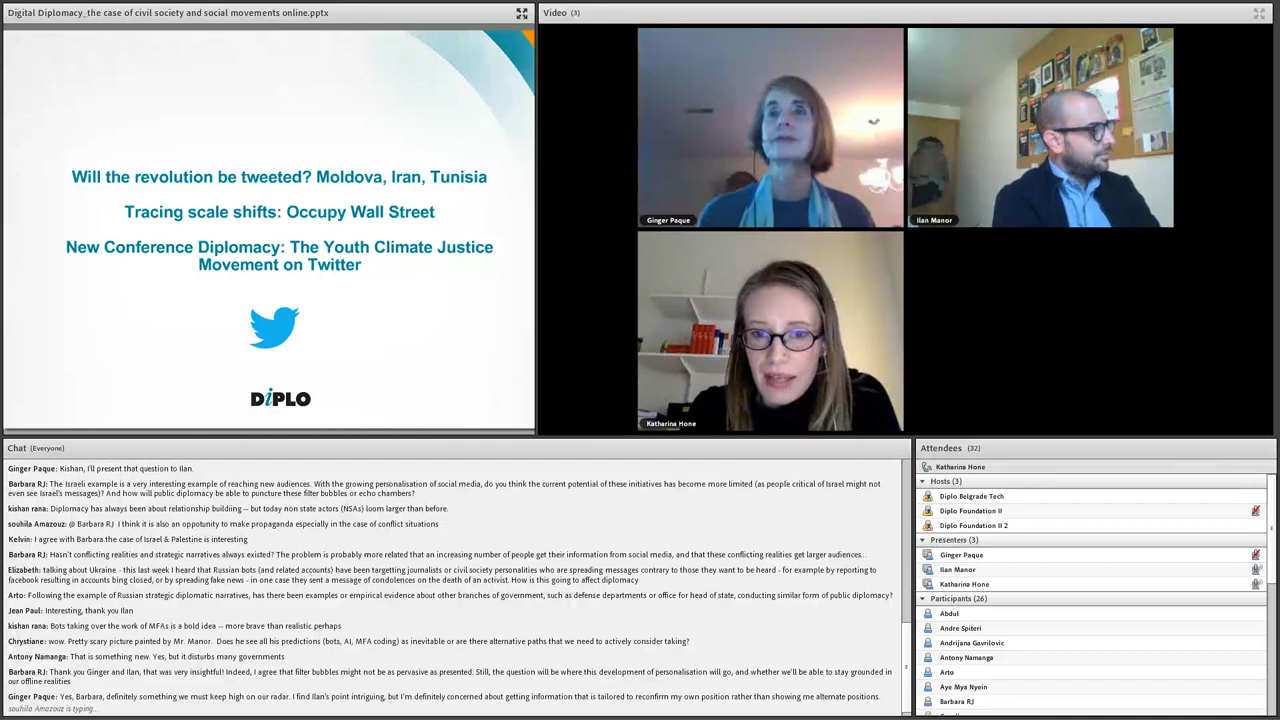 Digital Diplomacy_the case of civil society and social movements online.pptx
Video (3)
Will the revolution be tweeted? Moldova, Iran, Tunisia
Tracing scale shifts: Occupy Wall Street
New Conference Diplomacy: The Youth Climate Justice
Movement on Twitter
DiPLO
Ginger Paque
Ilan Manor
Katharina Hone
Chat (Everyone)
Ginger Paque: Kishan, I'll present that question to Ilan.
Barbara RJ: The Israeli example is a very interesting example of reaching new audiences. With the growing personalisation of social media, do you think the current potential of these initiatives has become more limited (as people critical of Israel might not
even see Israel's messages)? And how will public diplomacy be able to puncture these filter bubbles or echo chambers?
kishan rana: Diplomacy has always been about relationship building -- but today non state actors (NSAs) loom larger than before.
souhila Amazouz: @ Barbara RJ I think it is also an opportunity to make propaganda especially in the case of conflict situations
Kelvin: I agree with Barbara.the case of Israel & Palestine is interesting
Barbara RJ: Hasn't conflicting realities and strategic narratives always existed? The problem is probably more related that an increasing number of people get their information from social media, and that these conflicting realities get larger audiences...
Elizabeth: talking about Ukraine - this week I heard that Russian bots (and related accounts) have been targetting journalists or civil society personalities who are spreading messages contrary to those they want to be heard - for example by reporting to
facebook resulting in accounts bing closed, or by spreading fake news - in one case they sent a message of condolences on the death of an activist. How is this going to affect diplomacy
Arto: Following the example of Russian strategic diplomatic narratives, has there been examples or empirical evidence about other branches of government, such as defense departments or office for head of state, conducting similar form of public diplomacy?
Jean Paul: Interesting, thank you Ilan
kishan rana: Bots taking over the work of MFAs is a bold idea -- more brave than realistic perhaps
Chrystiane: wow. Pretty scary picture painted by Mr. Manor. Does he see all his predictions (bots, AI, MFA coding) as inevitable or are there alternative paths that we need to actively consider taking?
Antony Namanga: That is something new. Yes, but it disturbs many governments
Barbara RJ: Thank you Ginger and Ilan, that was very insightful! Indeed, I agree that filter bubbles might not be as pervasive as presented. Still, the question will be where this development of personalisation will go, and whether we'll be able to stay grounded in
our offline realities
Ginger Paque: Yes, Barbara, definitely something we must keep high on our radar. I find Ilan's point intriguing, but I'm definitely concerned about getting information that is tailored to reconfirm my own position rather than showing me alternate positions.
souhila Amazouz is typing...
Attendees (32)
Katharina Hone
Hosts (3)
Diplo Belgrade Tech
Diplo Foundation II
Diplo Foundation II 2
Presenters (3)
Ginger Paque
Ilan Manor
Katharina Hone
Participants (26)
Abdul
Andre Spiteri
Andrijana Gavrilovic
Antony Namanga
Arto
Aye Mya Nyein
Barbara RJ